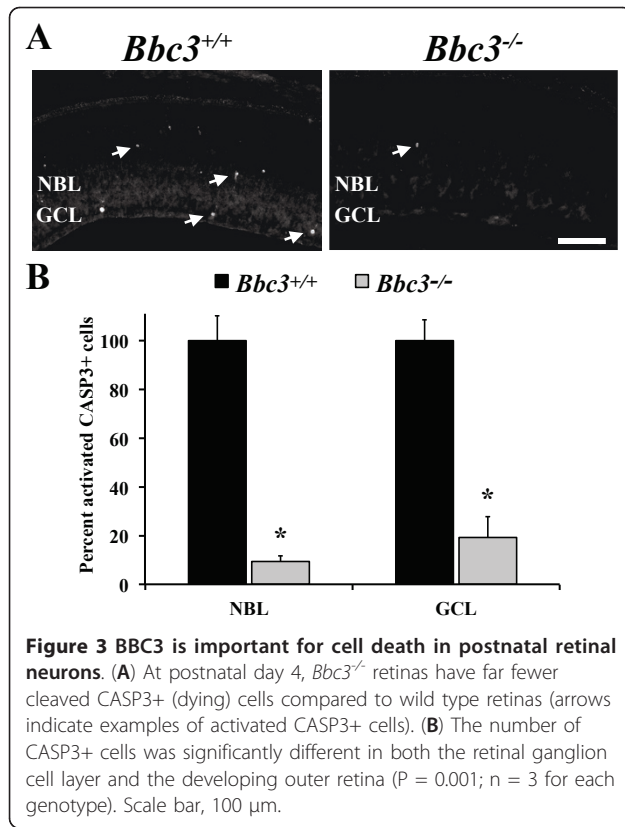 A
Bbc3+/+
Bbc3-/-
NBL
GCL
NBL
GCL
B
Bbc3+/+ Bbc3-/-
Percent activated CASP3+ cells
100
80
60
40
20
0
*
*
NBL
GCL
Figure 3 BBC3 is important for cell death in postnatal retinal
neurons. (A) At postnatal day 4, Bbc3-/- retinas have far fewer
cleaved CASP3+ (dying) cells compared to wild type retinas (arrows
indicate examples of activated CASP3+ cells). (B) The number of
CASP3+ cells was significantly different in both the retinal ganglion
cell layer and the developing outer retina (P = 0.001; n = 3 for each
genotype). Scale bar, 100 μm.